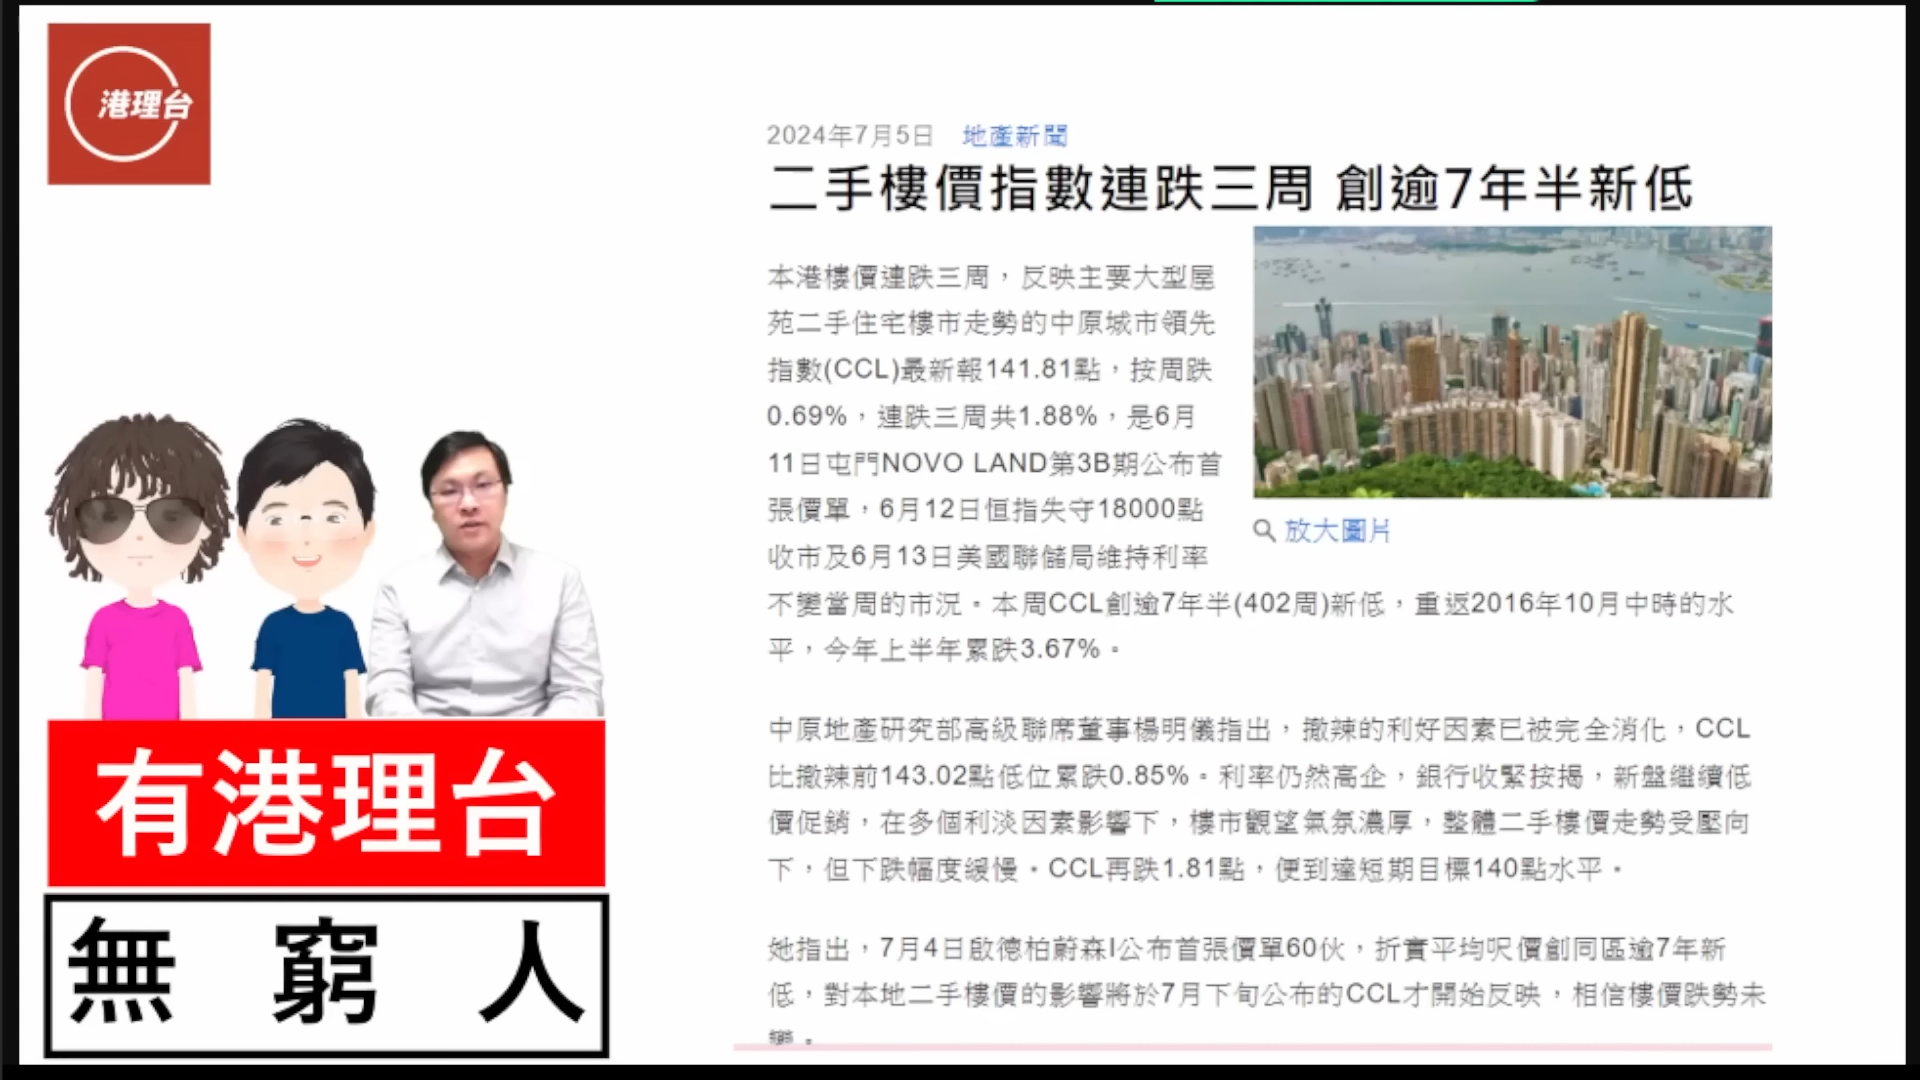 港理台
2024年7月5日 地產新聞
二手樓價指數連跌三周 創逾7年半新低
本港樓價連跌三周，反映主要大型屋
苑二手住宅樓市走勢的中原城市領先
指數(CCL)最新報141.81點，按周跌
0.69%，連跌三周共1.88%，是6月
11日屯門NOVO LAND第3B期公布首
張價單，6月12日恒指失守18000點
收市及6月13日美國聯儲局維持利率
不變當周的市況。本周CCL創逾7年半(402周)新低，重返2016年10月中時的水
平，今年上半年累跌3.67%。
放大圖片
中原地產研究部高級聯席董事楊明儀指出，撤辣的利好因素已被完全消化，CCL
比撤辣前143.02點低位累跌0.85%。利率仍然高企，銀行收緊按揭，新盤繼續低
價促銷，在多個利淡因素影響下，樓市觀望氣氛濃厚，整體二手樓價走勢受壓向
下，但下跌幅度緩慢。CCL再跌1.81點，便到達短期目標140點水平。
她指出，7月4日啟德柏蔚森I公布首張價單60伙，折實平均呎價創同區逾7年新
低，對本地二手樓價的影響將於7月下旬公布的CCL才開始反映，相信樓價跌勢未
變。
有港理台
無窮人